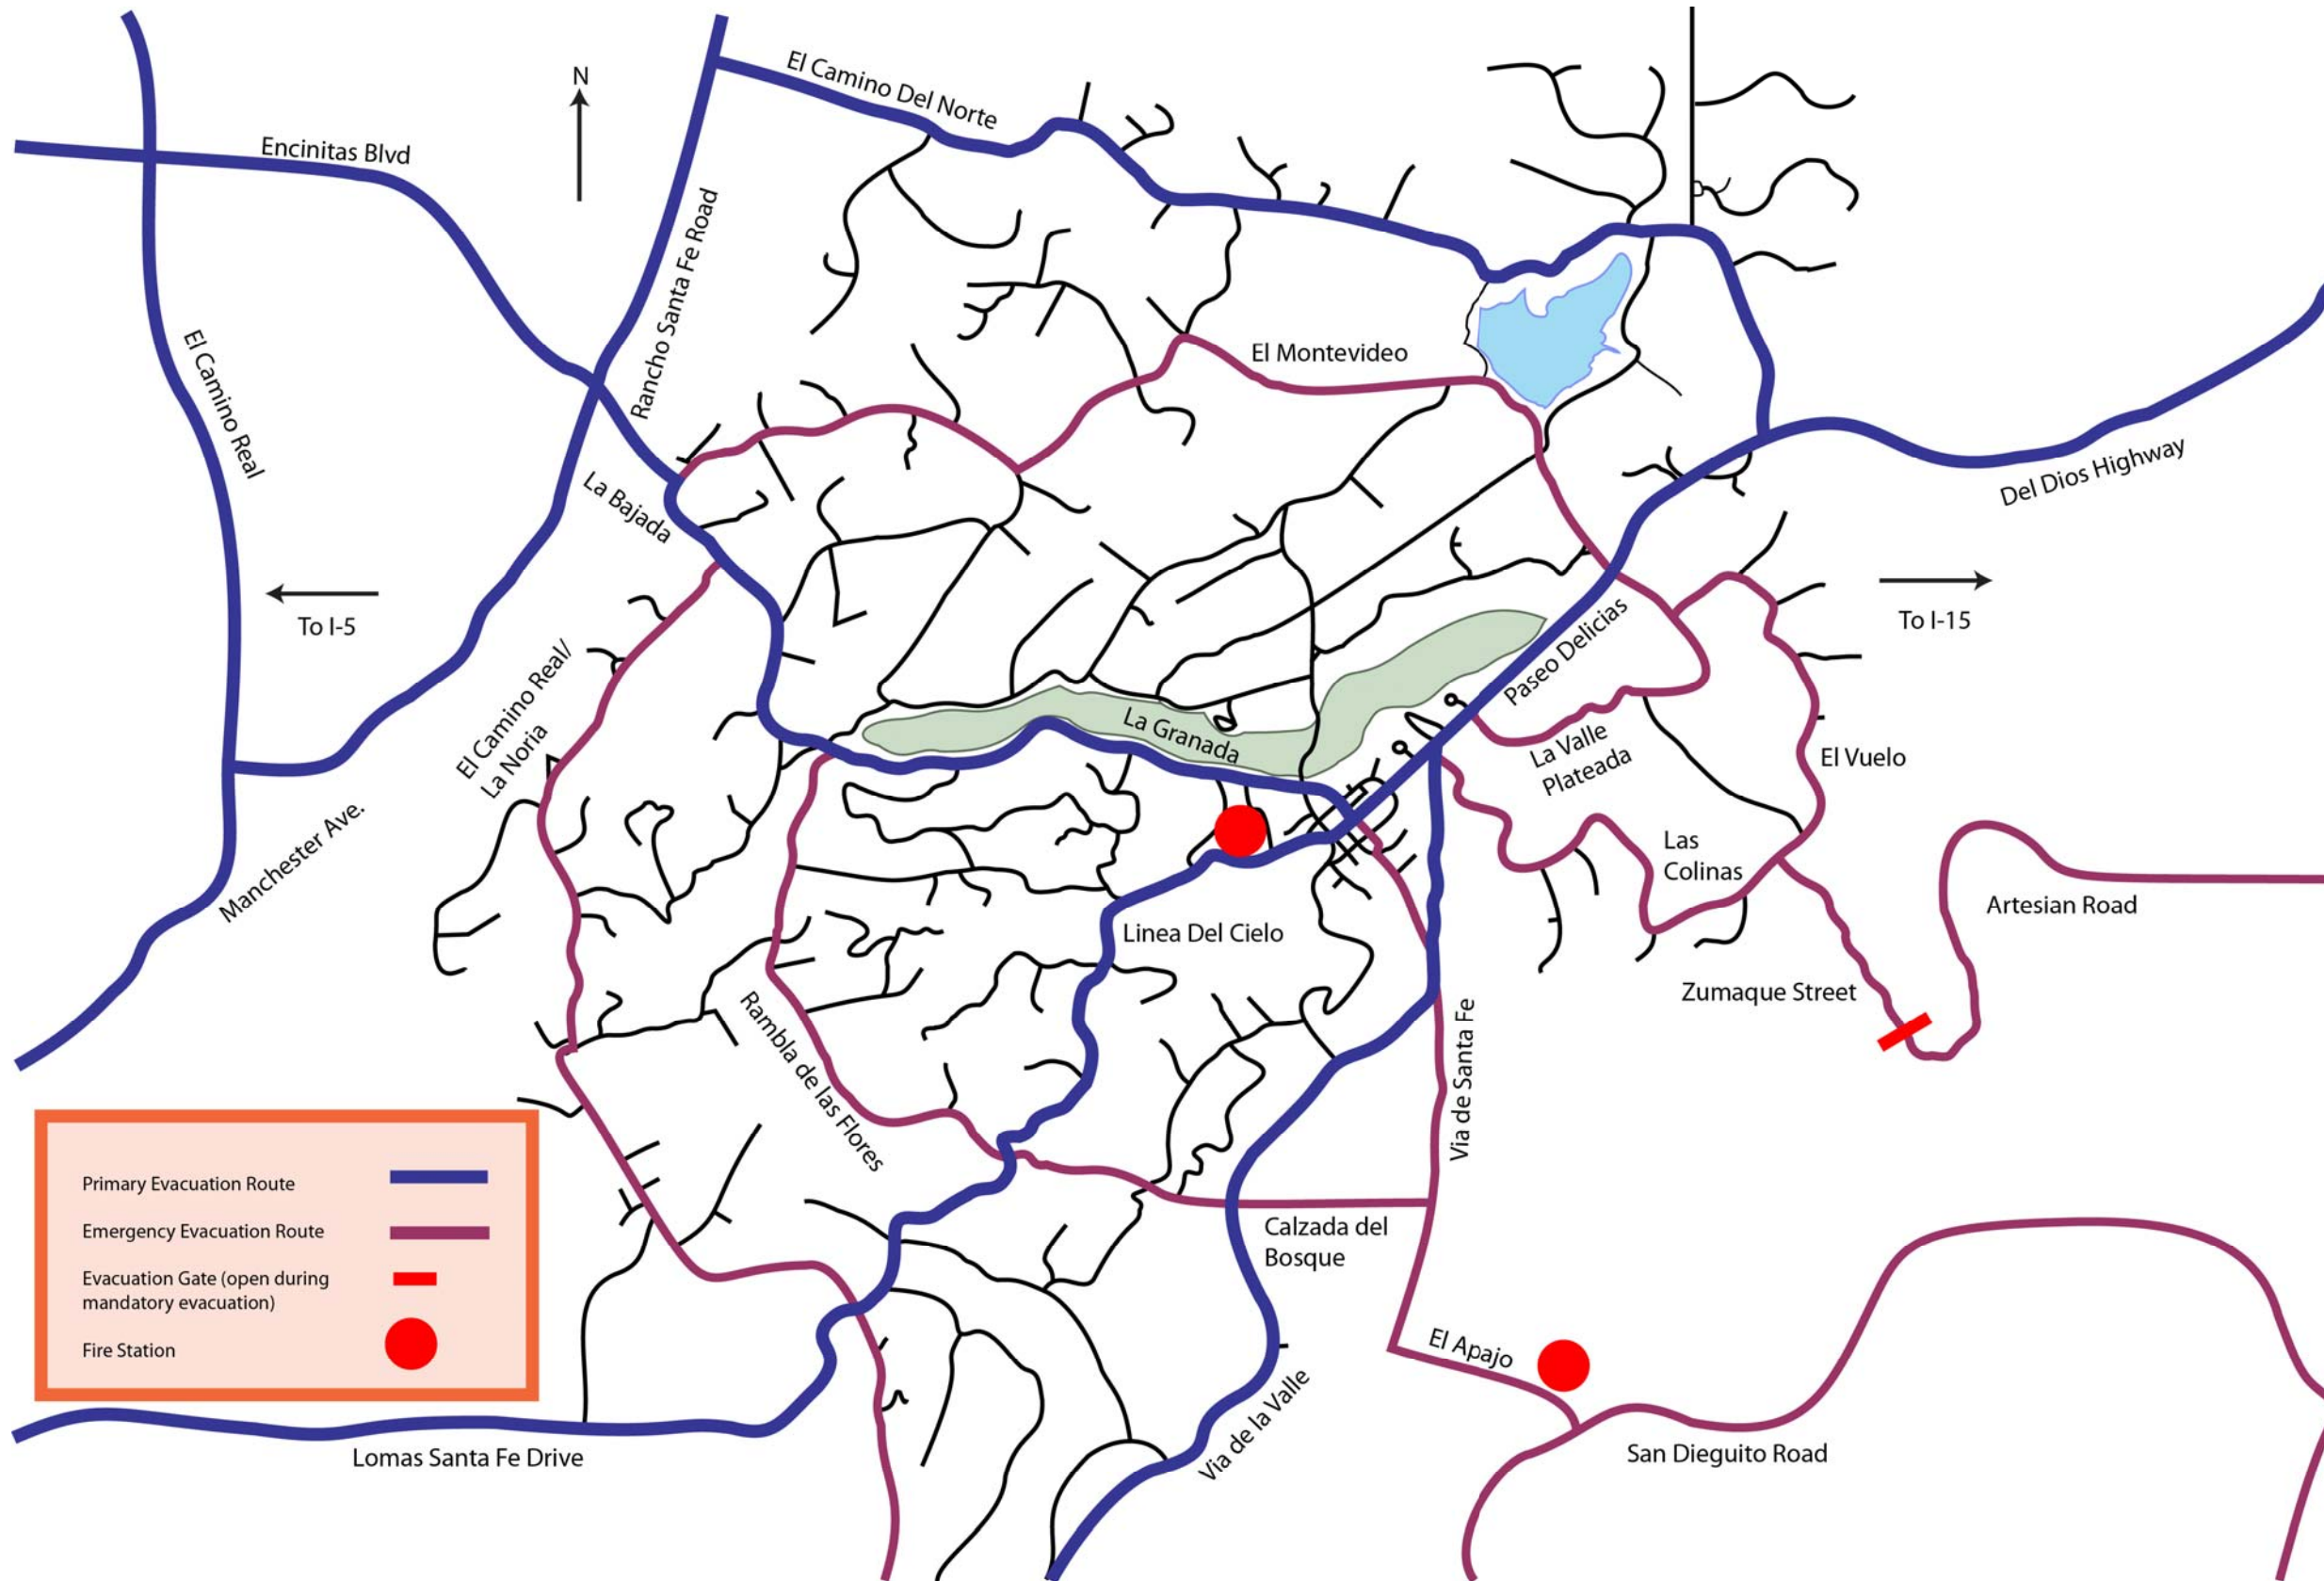 N
El Camino Del Norte
Encinitas Blvd
Rancho Santa Fe Road
El Camino Real
El Montevideo
La Bajada
Del Dios Highway
To I-5
To I-15
El Camino Real/
La Noria
Paseo Delicias
La Granada
La Valle
Plateada
El Vuelo
Manchester Ave.
Las
Colinas
Artesian Road
Linea Del Cielo
Zumaque Street
Rambla de las Flores
Via de Santa Fe
Primary Evacuation Route
Emergency Evacuation Route
Evacuation Gate (open during
mandatory evacuation)
Fire Station
Calzada del
Bosque
El Apajo
Via de la Valle
San Dieguito Road
Lomas Santa Fe Drive